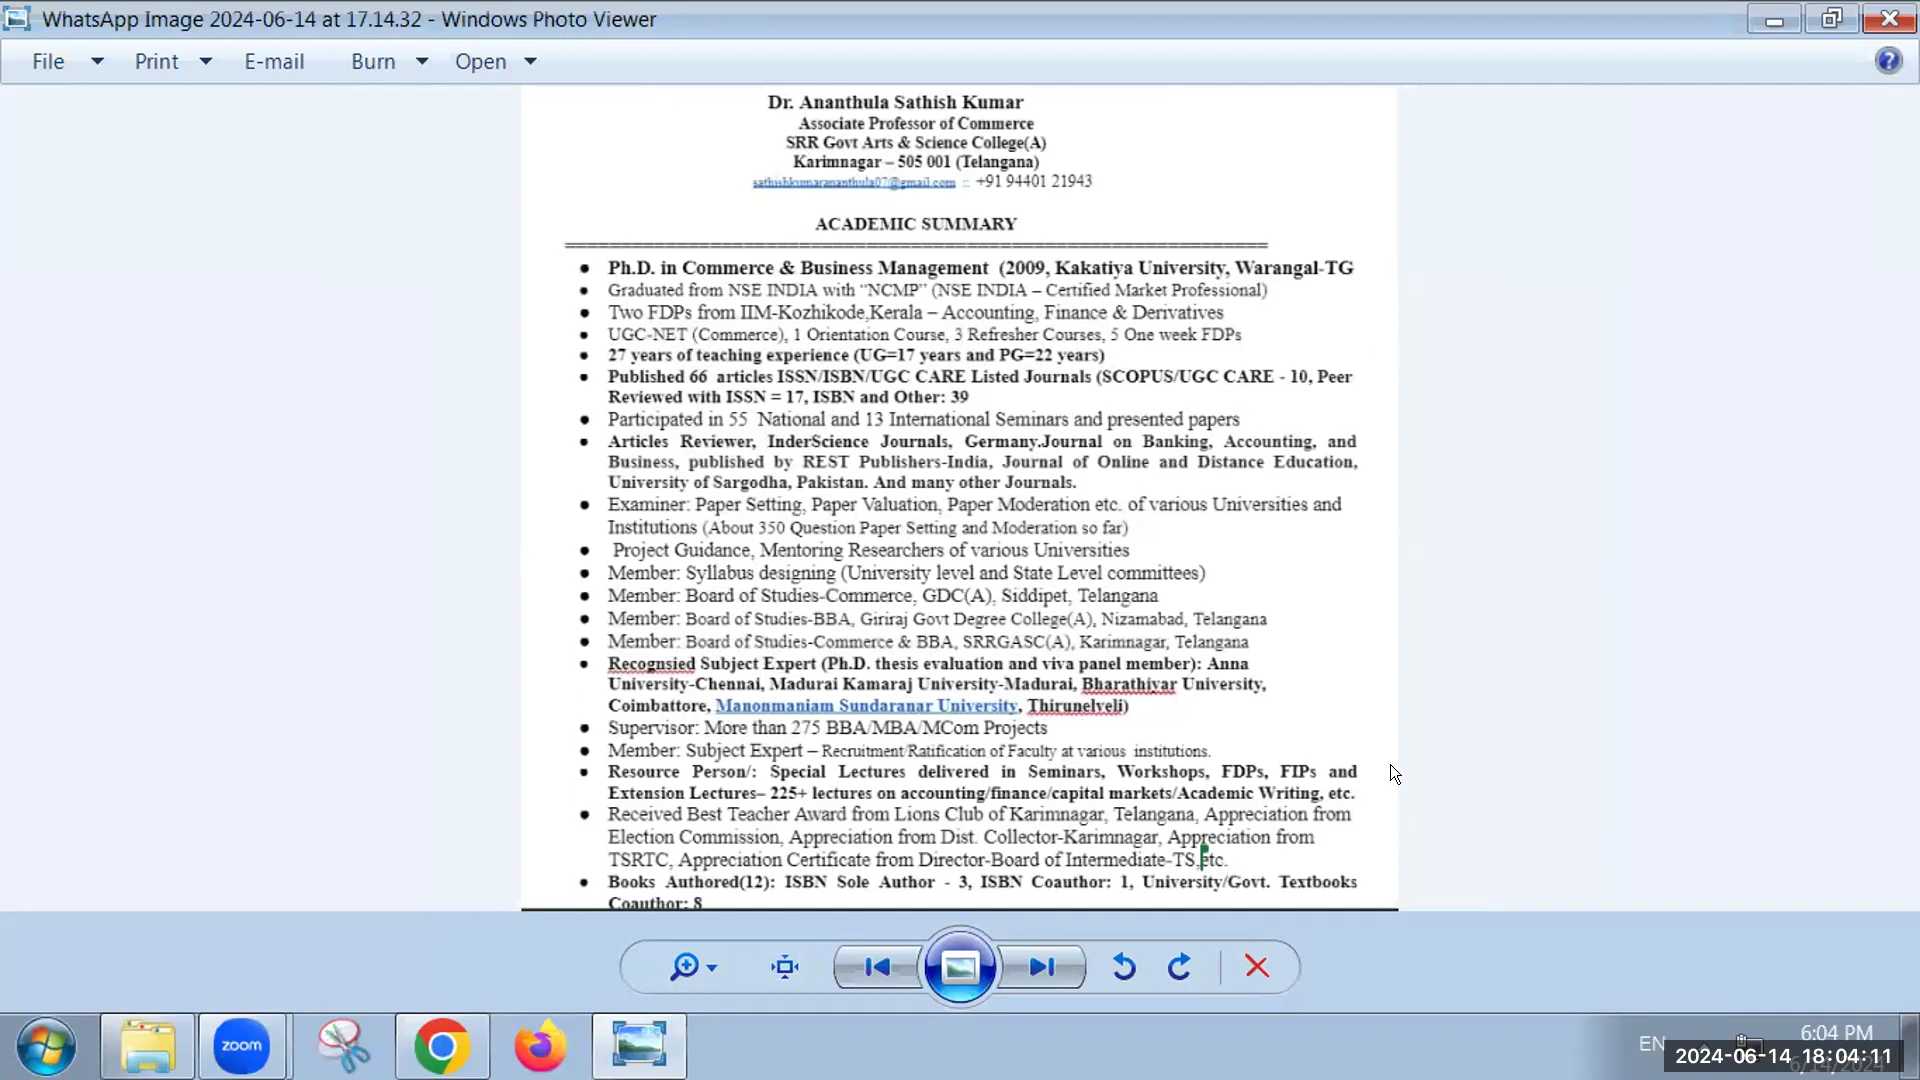 WhatsApp Image 2024-06-14 at 17.14.32 - Windows Photo Viewer
File Print E-mail Burn Open
Dr. Ananthula Sathish Kumar
Associate Professor of Commerce
SRR Govt Arts & Science College(A)
Karimnagar – 505 001 (Telangana)
sathishkumarananthula07@gmail.com :: +91 94401 21943
ACADEMIC SUMMARY
• Ph.D. in Commerce & Business Management (2009, Kakatiya University, Warangal-TG
• Graduated from NSE INDIA with “NCMP” (NSE INDIA – Certified Market Professional)
• Two FDPs from IIM-Kozhikode,Kerala – Accounting, Finance & Derivatives
• UGC-NET (Commerce), 1 Orientation Course, 3 Refresher Courses, 5 One week FDPs
• 27 years of teaching experience (UG=17 years and PG=22 years)
• Published 66 articles ISSN/ISBN/UGC CARE Listed Journals (SCOPUS/UGC CARE - 10, Peer
Reviewed with ISSN = 17, ISBN and Other: 39
• Participated in 55 National and 13 International Seminars and presented papers
• Articles Reviewer, InderScience Journals, Germany.Journal on Banking, Accounting, and
Business, published by REST Publishers-India, Journal of Online and Distance Education,
University of Sargodha, Pakistan. And many other Journals.
• Examiner: Paper Setting, Paper Valuation, Paper Moderation etc. of various Universities and
Institutions (About 350 Question Paper Setting and Moderation so far)
• Project Guidance, Mentoring Researchers of various Universities
• Member: Syllabus designing (University level and State Level committees)
• Member: Board of Studies-Commerce, GDC(A), Siddipet, Telangana
• Member: Board of Studies-BBA, Giriraj Govt Degree College(A), Nizamabad, Telangana
• Member: Board of Studies-Commerce & BBA, SRRGASC(A), Karimnagar, Telangana
• Recognsied Subject Expert (Ph.D. thesis evaluation and viva panel member): Anna
University-Chennai, Madurai Kamaraj University-Madurai, Bharathiyar University,
Coimbattore, Manonmaniam Sundaranar University, Thirunelveli)
• Supervisor: More than 275 BBA/MBA/MCom Projects
• Member: Subject Expert – Recruitment/Ratification of Faculty at various institutions.
• Resource Person/: Special Lectures delivered in Seminars, Workshops, FDPs, FIPs and
Extension Lectures– 225+ lectures on accounting/finance/capital markets/Academic Writing, etc.
• Received Best Teacher Award from Lions Club of Karimnagar, Telangana, Appreciation from
Election Commission, Appreciation from Dist. Collector-Karimnagar, Appreciation from
TSRTC, Appreciation Certificate from Director-Board of Intermediate-TS,etc.
• Books Authored(12): ISBN Sole Author - 3, ISBN Coauthor: 1, University/Govt. Textbooks
Coauthor: 8
zoom
EN
6:04 PM
2024-06-14 18:04:11